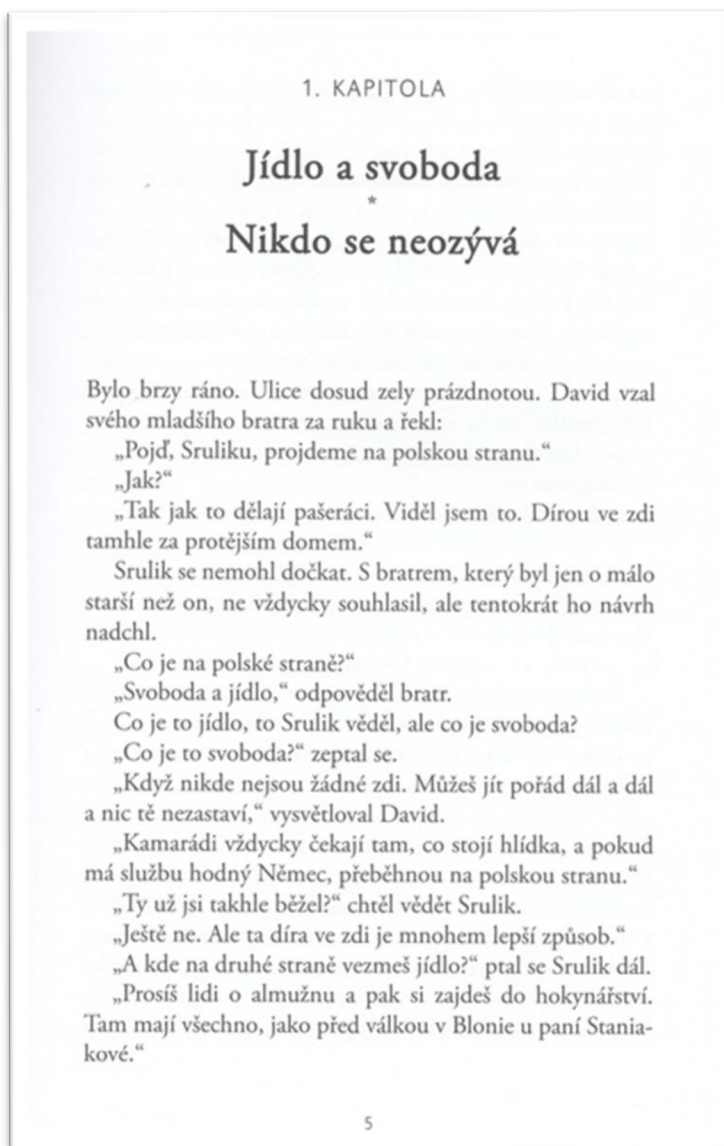 1. KAPITOLA
Jídlo a svoboda
*
Nikdo se neozývá
Bylo brzy ráno. Ulice dosud zely prázdnotou. David vzal
svého mladšího bratra za ruku a řekl:
„Pojď, Sruliku, projdeme na polskou stranu.“
„Jak?“
„Tak jak to dělají pašeráci. Viděl jsem to. Dírou ve zdi
tamhle za protějším domem.“
Srulik se nemohl dočkat. S bratrem, který byl jen o málo
starší než on, ne vždycky souhlasil, ale tentokrát ho návrh
nadchl.
„Co je na polské straně?“
„Svoboda a jídlo,“ odpověděl bratr.
Co je to jídlo, to Srulik věděl, ale co je svoboda?
„Co je to svoboda?“ zeptal se.
„Když nikde nejsou žádné zdi. Můžeš jít pořád dál a dál
a nic tě nezastaví,“ vysvětloval David.
„Kamarádi vždycky čekají tam, co stojí hlídka, a pokud
má službu hodný Němec, přeběhnou na polskou stranu.“
„Ty už jsi takhle běžel?“ chtěl vědět Srulik.
„Ještě ne. Ale ta díra ve zdi je mnohem lepší způsob.“
„A kde na druhé straně vezmeš jídlo?“ ptal se Srulik dál.
„Prosíš lidi o almužnu a pak si zajdeš do hokynářství.
Tam mají všechno, jako před válkou v Blonie u paní Stania-
kové.“
5